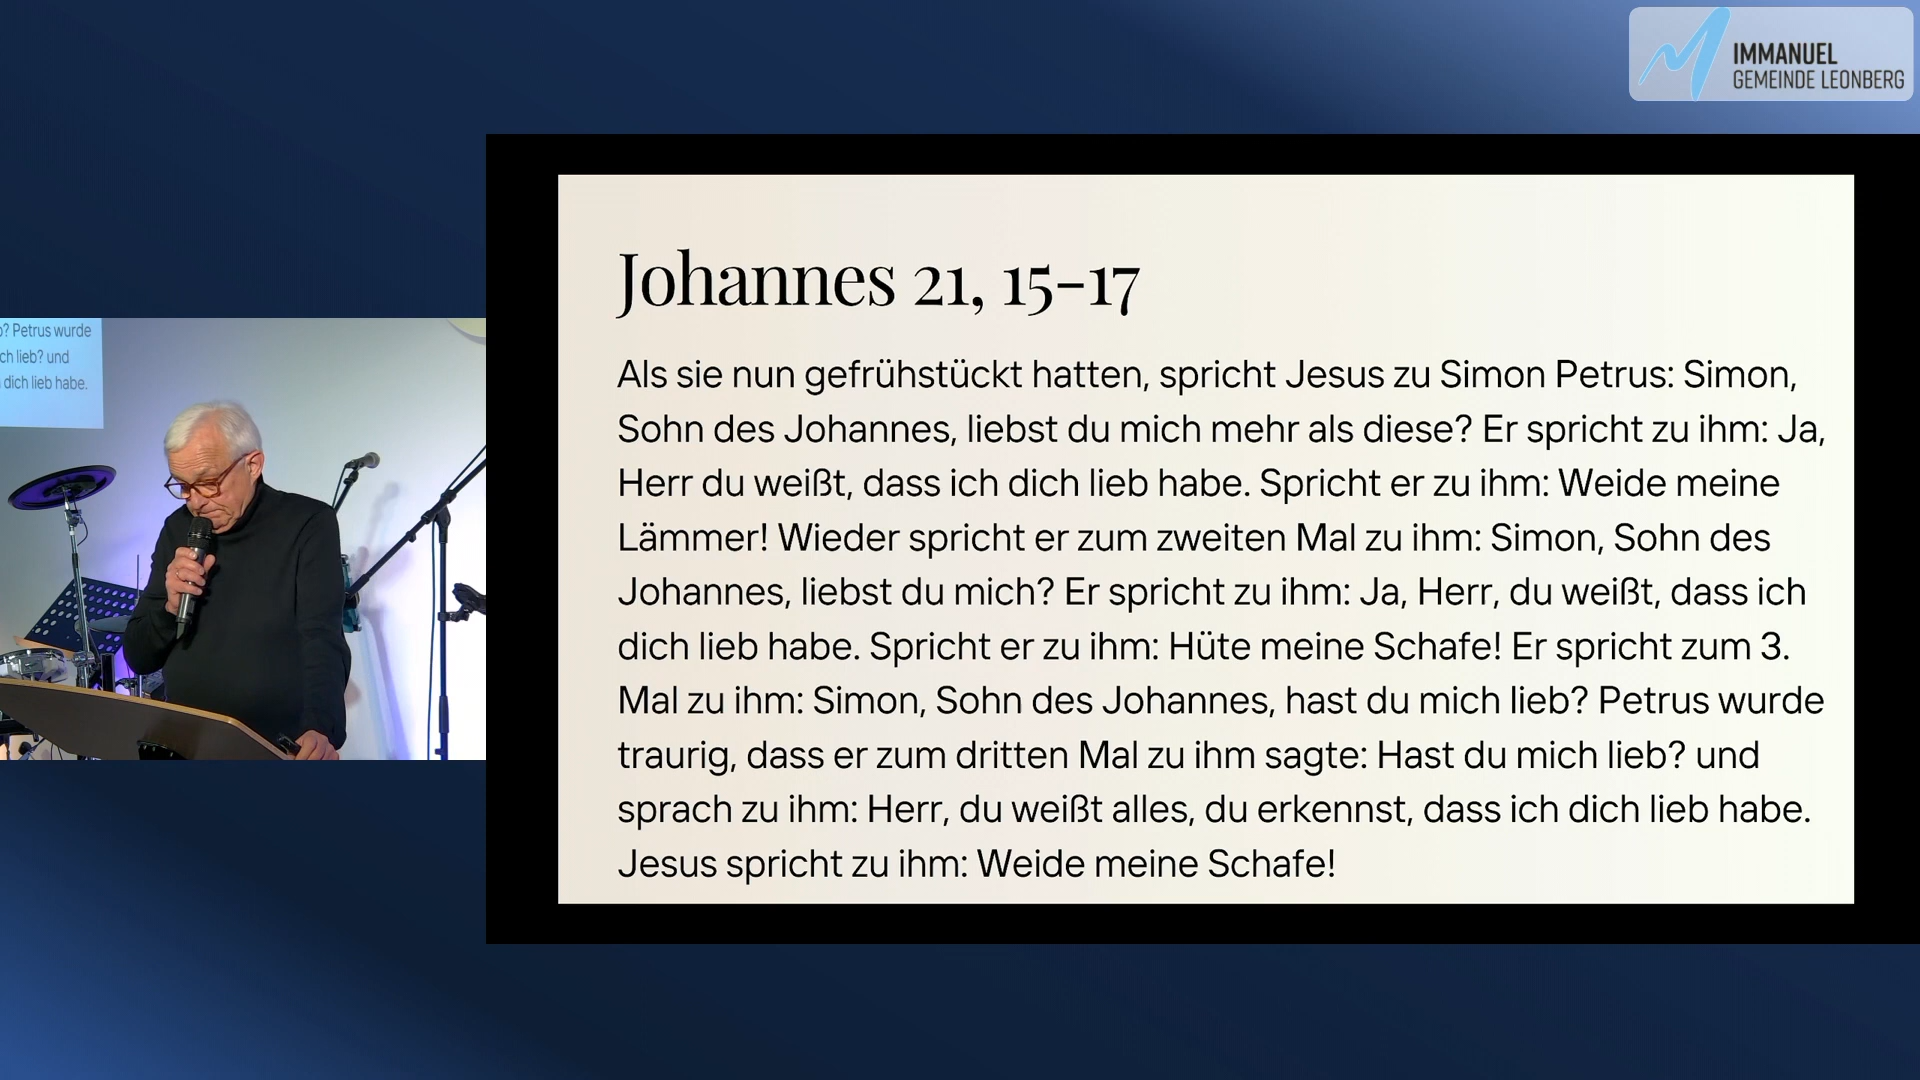 IMMANUEL
GEMEINDE LEONBERG
Johannes 21, 15-17
Als sie nun gefrühstückt hatten, spricht Jesus zu Simon Petrus: Simon,
Sohn des Johannes, liebst du mich mehr als diese? Er spricht zu ihm: Ja,
Herr du weißt, dass ich dich lieb habe. Spricht er zu ihm: Weide meine
Lämmer! Wieder spricht er zum zweiten Mal zu ihm: Simon, Sohn des
Johannes, liebst du mich? Er spricht zu ihm: Ja, Herr, du weißt, dass ich
dich lieb habe. Spricht er zu ihm: Hüte meine Schafe! Er spricht zum 3.
Mal zu ihm: Simon, Sohn des Johannes, hast du mich lieb? Petrus wurde
traurig, dass er zum dritten Mal zu ihm sagte: Hast du mich lieb? und
sprach zu ihm: Herr, du weißt alles, du erkennst, dass ich dich lieb habe.
Jesus spricht zu ihm: Weide meine Schafe!
? Petrus wurde
ch lieb? und
dich lieb habe.